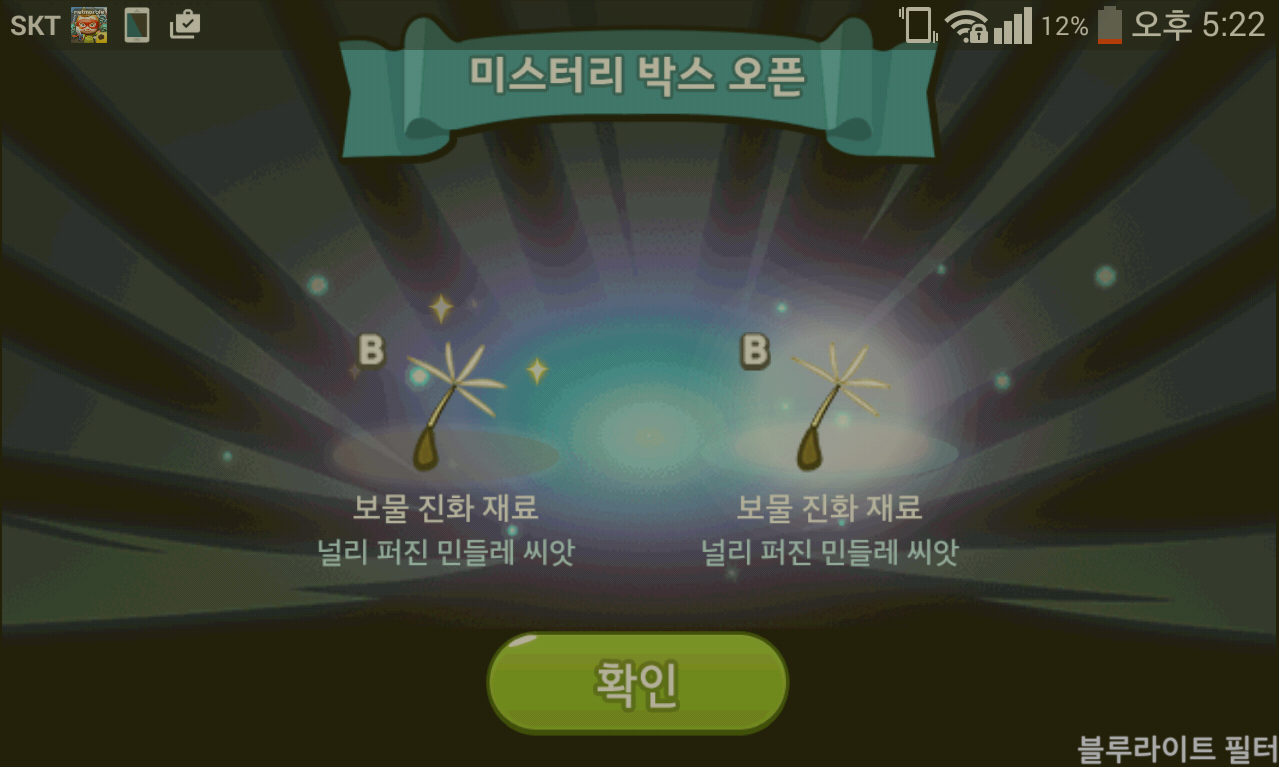 SKT
12%
오후 5:22
미스터리 박스 오픈
B
B
보물 진화 재료
널리 퍼진 민들레 씨앗
보물 진화 재료
널리 퍼진 민들레 씨앗
확인
블루라이트 필터